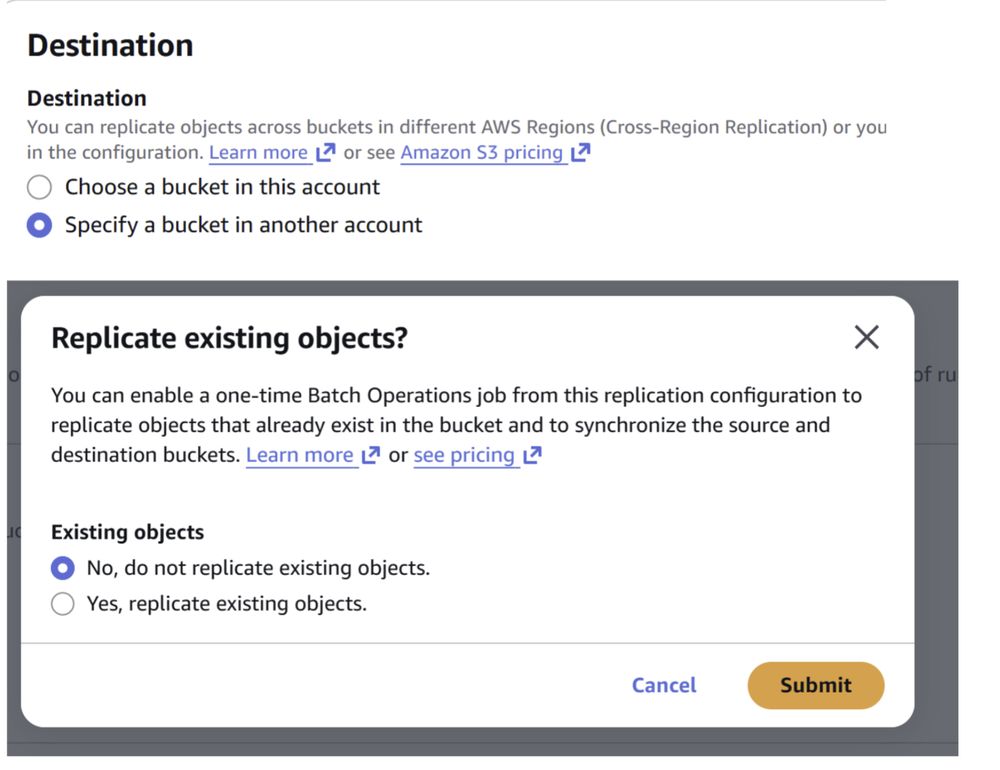 Destination
Destination
You can replicate objects across buckets in different AWS Regions (Cross-Region Replication) or you
in the configuration. Learn more or see Amazon S3 pricing
Choose a bucket in this account
Specify a bucket in another account
Replicate existing objects?
of ru
You can enable a one-time Batch Operations job from this replication configuration to
replicate objects that already exist in the bucket and to synchronize the source and
destination buckets. Learn more or see pricing
Existing objects
No, do not replicate existing objects.
Yes, replicate existing objects.
Cancel Submit